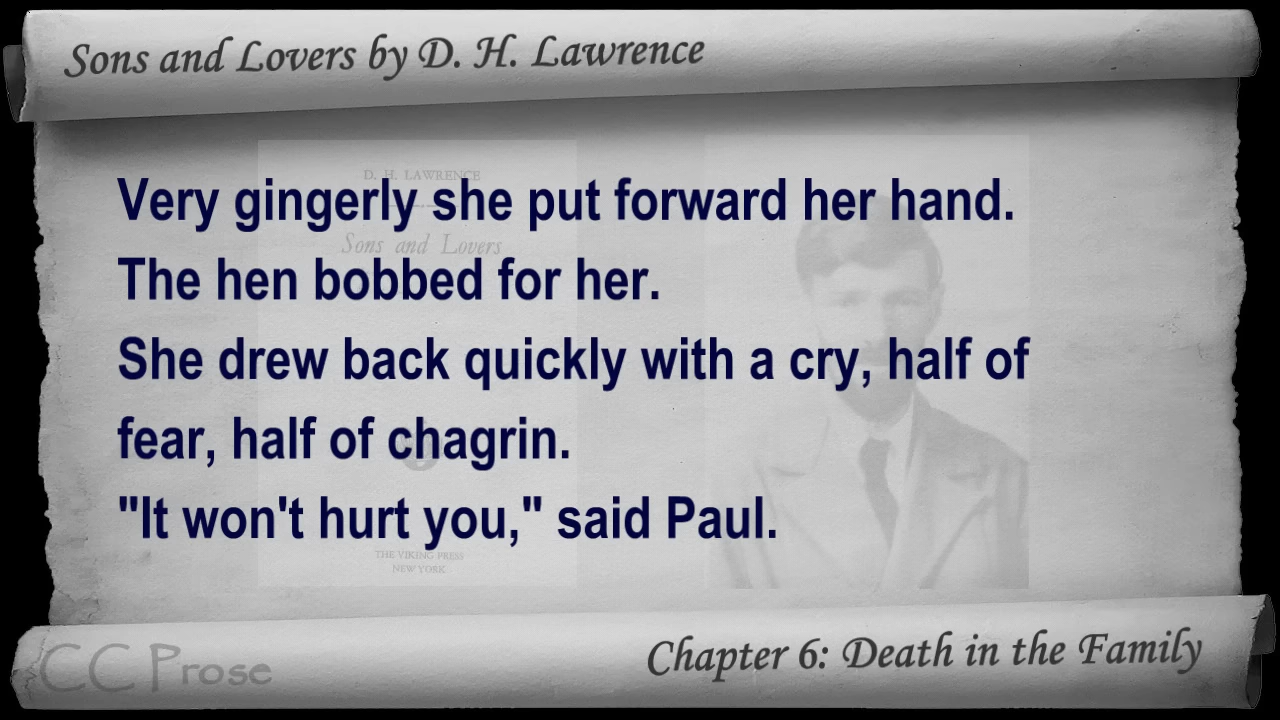 Sons and Lovers by D. H. Lawrence
D. H. LAWRENCE
Sons and Lovers
Very gingerly she put forward her hand.
The hen bobbed for her.
She drew back quickly with a cry, half of
fear, half of chagrin.
"It won't hurt you," said Paul.
THE VIKING PRESS
NEW YORK
CC Prose
Chapter 6: Death in the Family